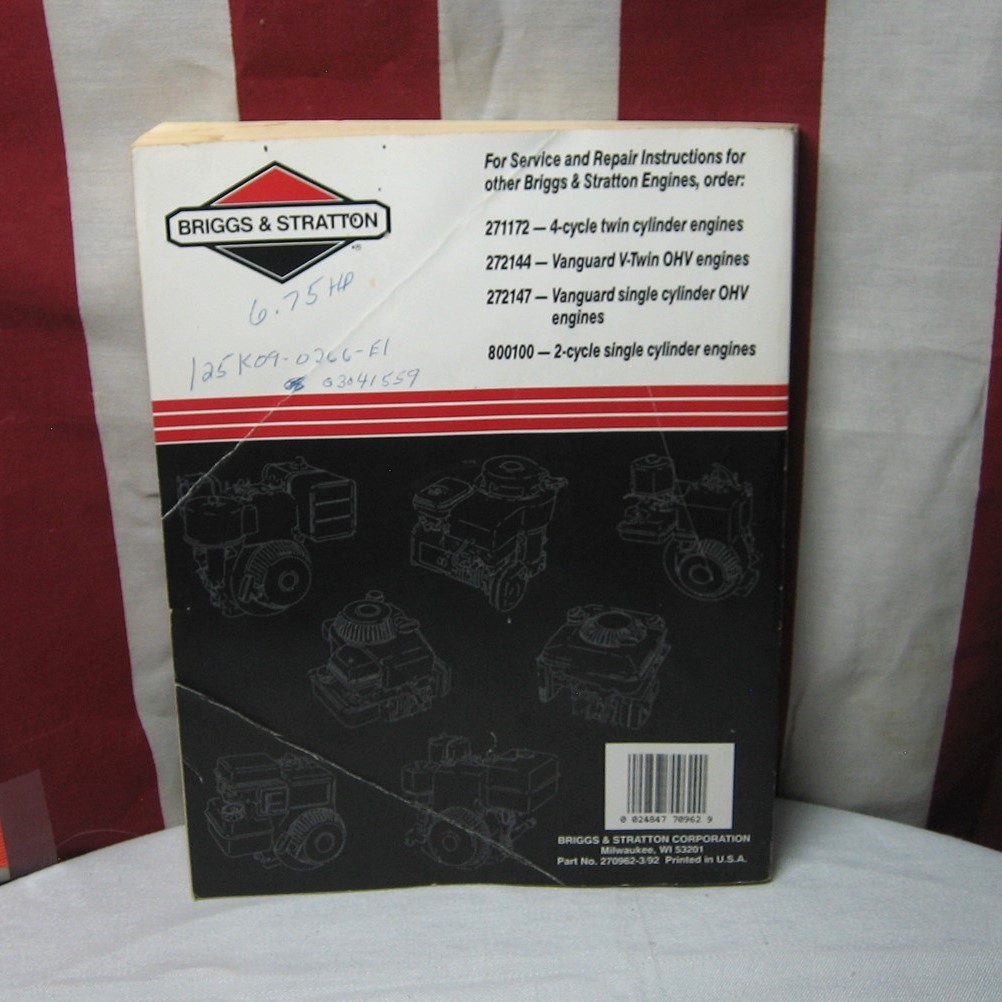 BRIGGS & STRATTON
®
6.75 HP
125K09-0266-E1
03041559
For Service and Repair Instructions for
other Briggs & Stratton Engines, order:
271172 — 4-cycle twin cylinder engines
272144 — Vanguard V-Twin OHV engines
272147 — Vanguard single cylinder OHV
engines
800100 — 2-cycle single cylinder engines
0 024847 70962 9
BRIGGS & STRATTON CORPORATION
Milwaukee, WI 53201
Part No. 270962-3/92 Printed in U.S.A.